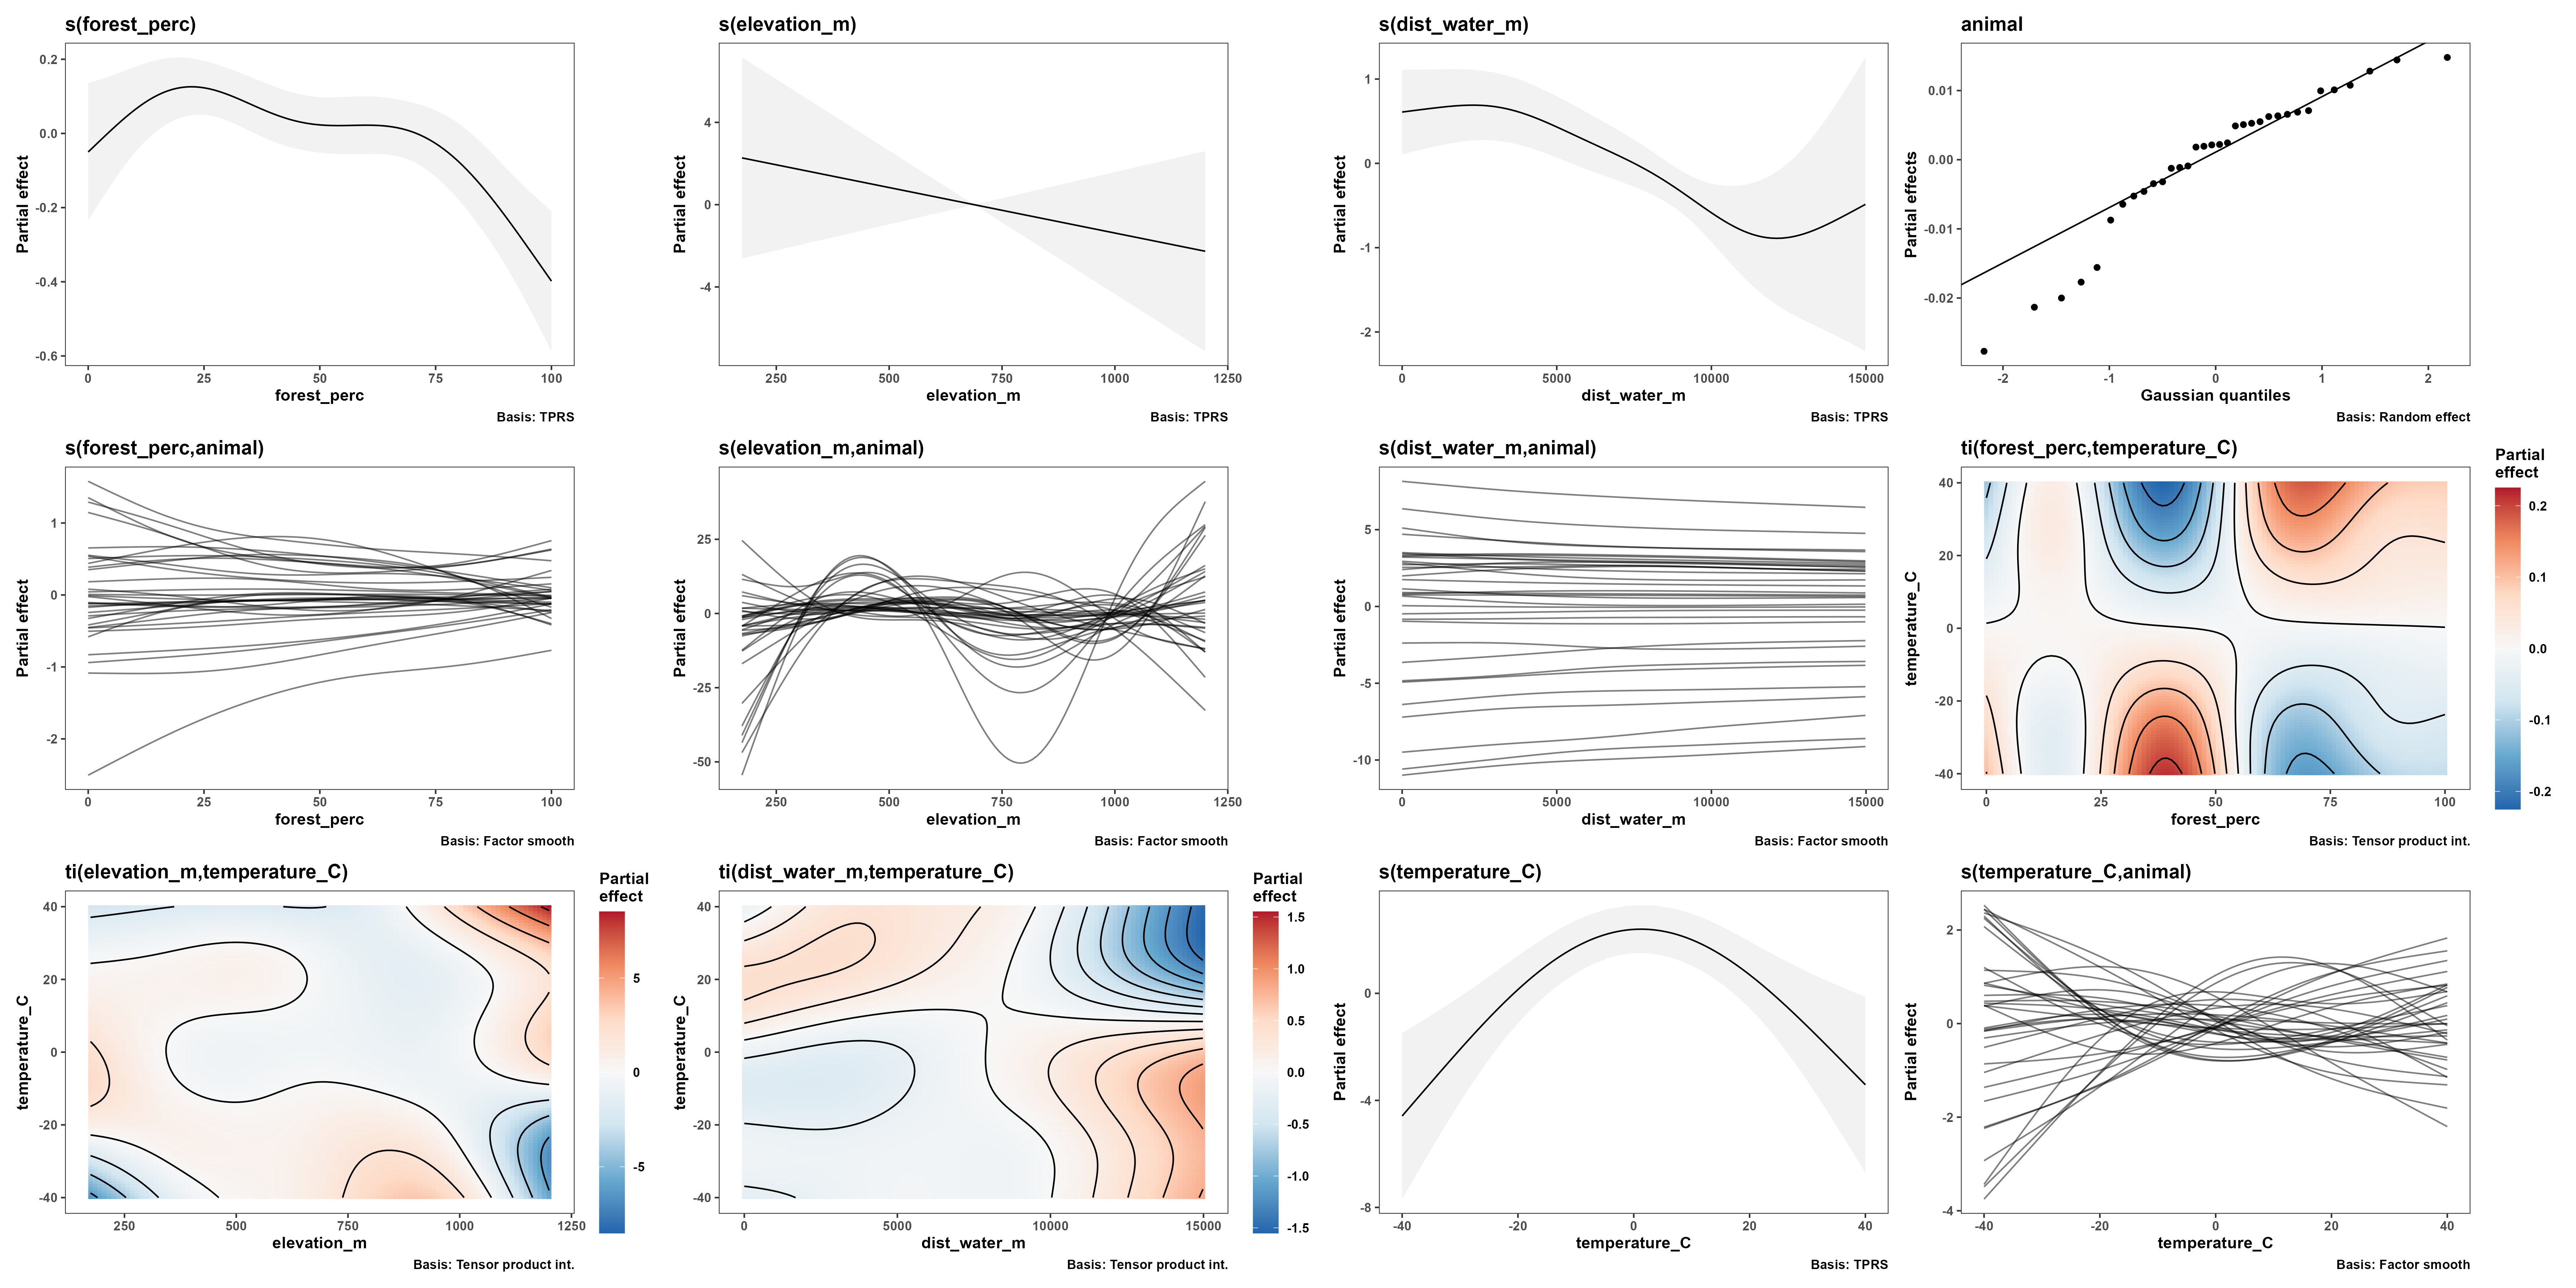 s(forest_perc)
Partial effect
0.2
0.0
-0.2
-0.4
-0.6
0
25
50
75
100
forest_perc
Basis: TPRS
s(elevation_m)
Partial effect
4
0
-4
250
500
750
1000
1250
elevation_m
Basis: TPRS
s(dist_water_m)
Partial effect
1
0
-1
-2
0
5000
10000
15000
dist_water_m
Basis: TPRS
animal
Partial effects
0.01
0.00
-0.01
-0.02
-2
-1
0
1
2
Gaussian quantiles
Basis: Random effect
s(forest_perc,animal)
Partial effect
1
0
-1
-2
0
25
50
75
100
forest_perc
Basis: Factor smooth
s(elevation_m,animal)
Partial effect
25
0
-25
-50
250
500
750
1000
1250
elevation_m
Basis: Factor smooth
s(dist_water_m,animal)
Partial effect
5
0
-5
-10
0
5000
10000
15000
dist_water_m
Basis: Factor smooth
ti(forest_perc,temperature_C)
temperature_C
40
20
0
-20
-40
0
25
50
75
100
forest_perc
Basis: Tensor product int.
Partial
effect
0.2
0.1
0.0
-0.1
-0.2
ti(elevation_m,temperature_C)
temperature_C
40
20
0
-20
-40
250
500
750
1000
1250
elevation_m
Basis: Tensor product int.
Partial
effect
5
0
-5
ti(dist_water_m,temperature_C)
temperature_C
40
20
0
-20
-40
0
5000
10000
15000
dist_water_m
Basis: Tensor product int.
Partial
effect
1.5
1.0
0.5
0.0
-0.5
-1.0
-1.5
s(temperature_C)
Partial effect
0
-4
-8
-40
-20
0
20
40
temperature_C
Basis: TPRS
s(temperature_C,animal)
Partial effect
2
0
-2
-4
-40
-20
0
20
40
temperature_C
Basis: Factor smooth